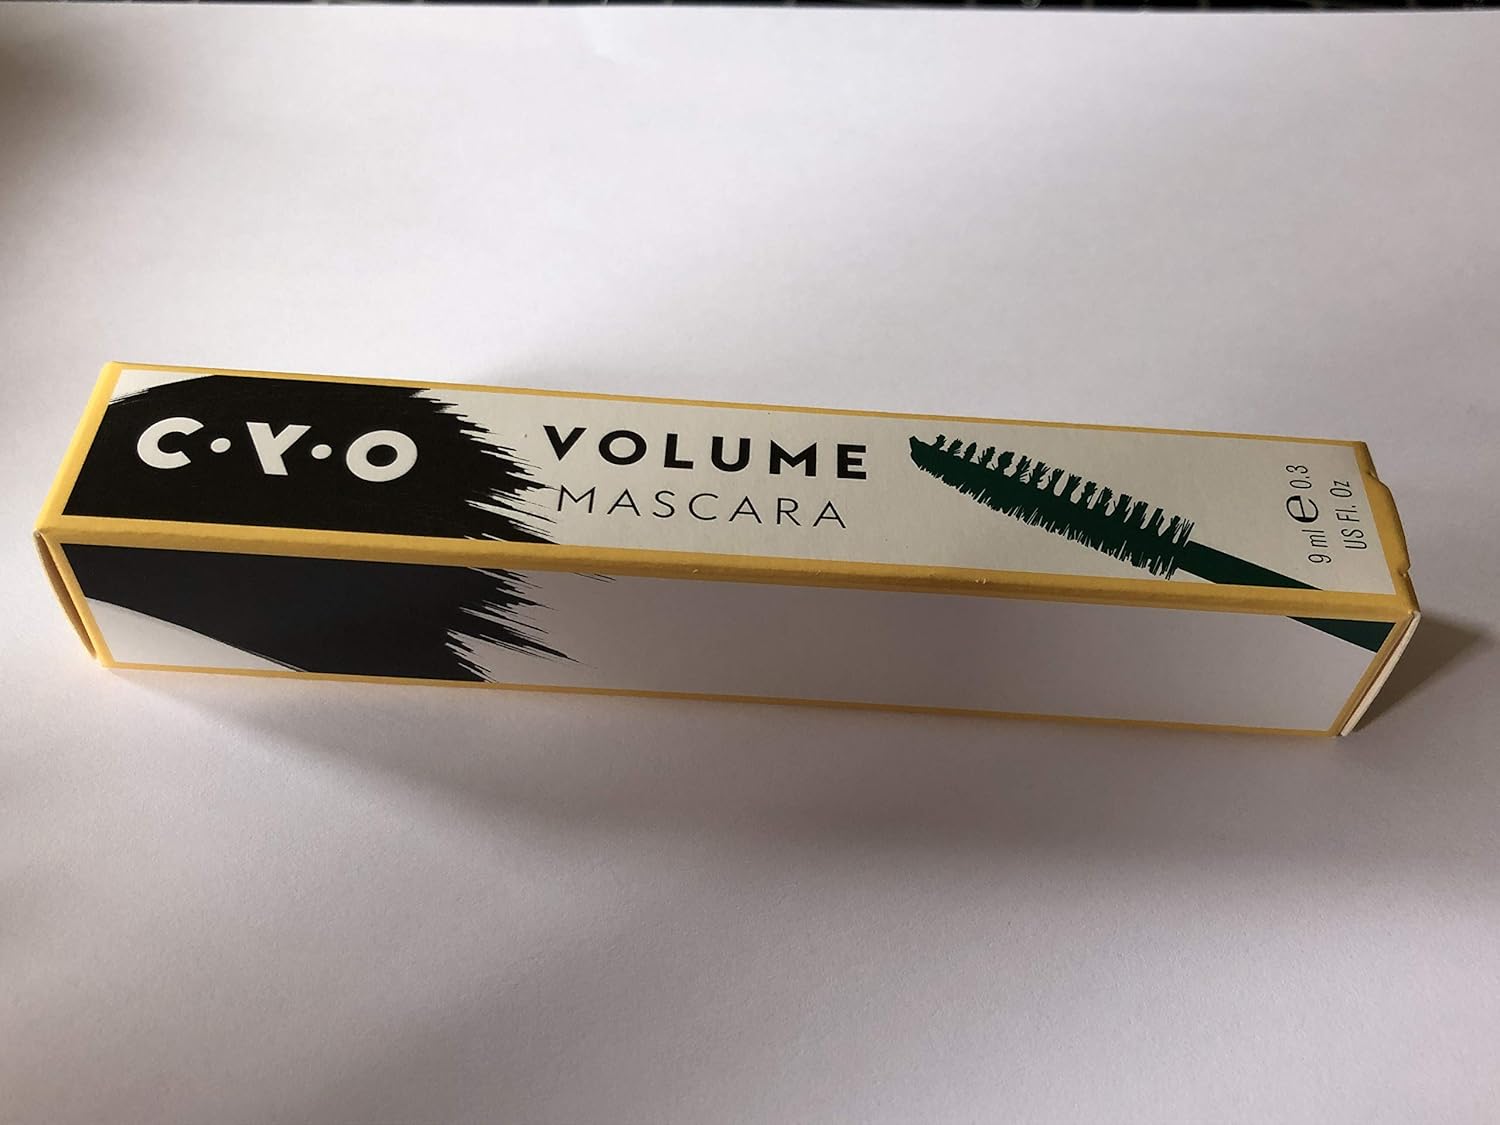 C·Y·O
VOLUME
MASCARA
9 ml ℮ 0.3
US Fl. Oz